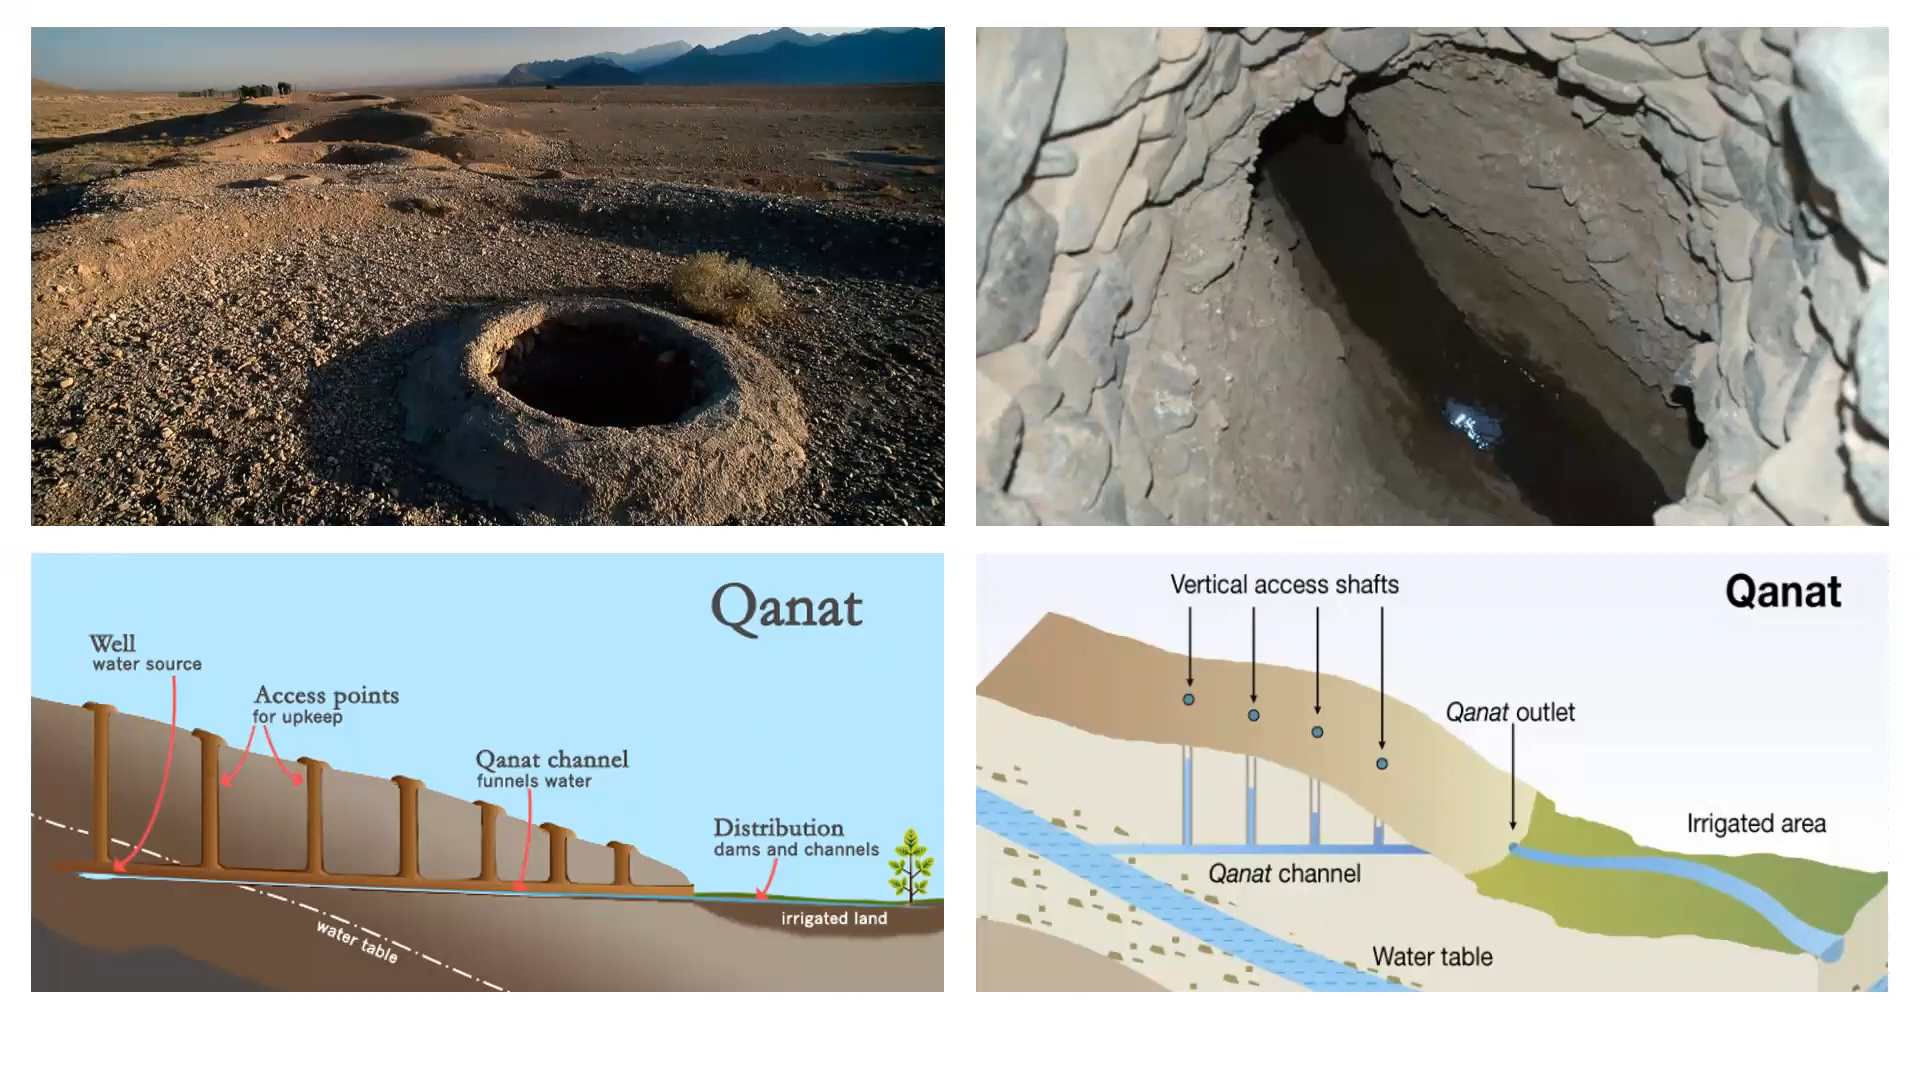 Qanat
Well
water source
Access points
for upkeep
Qanat channel
funnels water
Distribution
dams and channels
irrigated land
water table
Qanat
Vertical access shafts
Qanat outlet
Irrigated area
Qanat channel
Water table